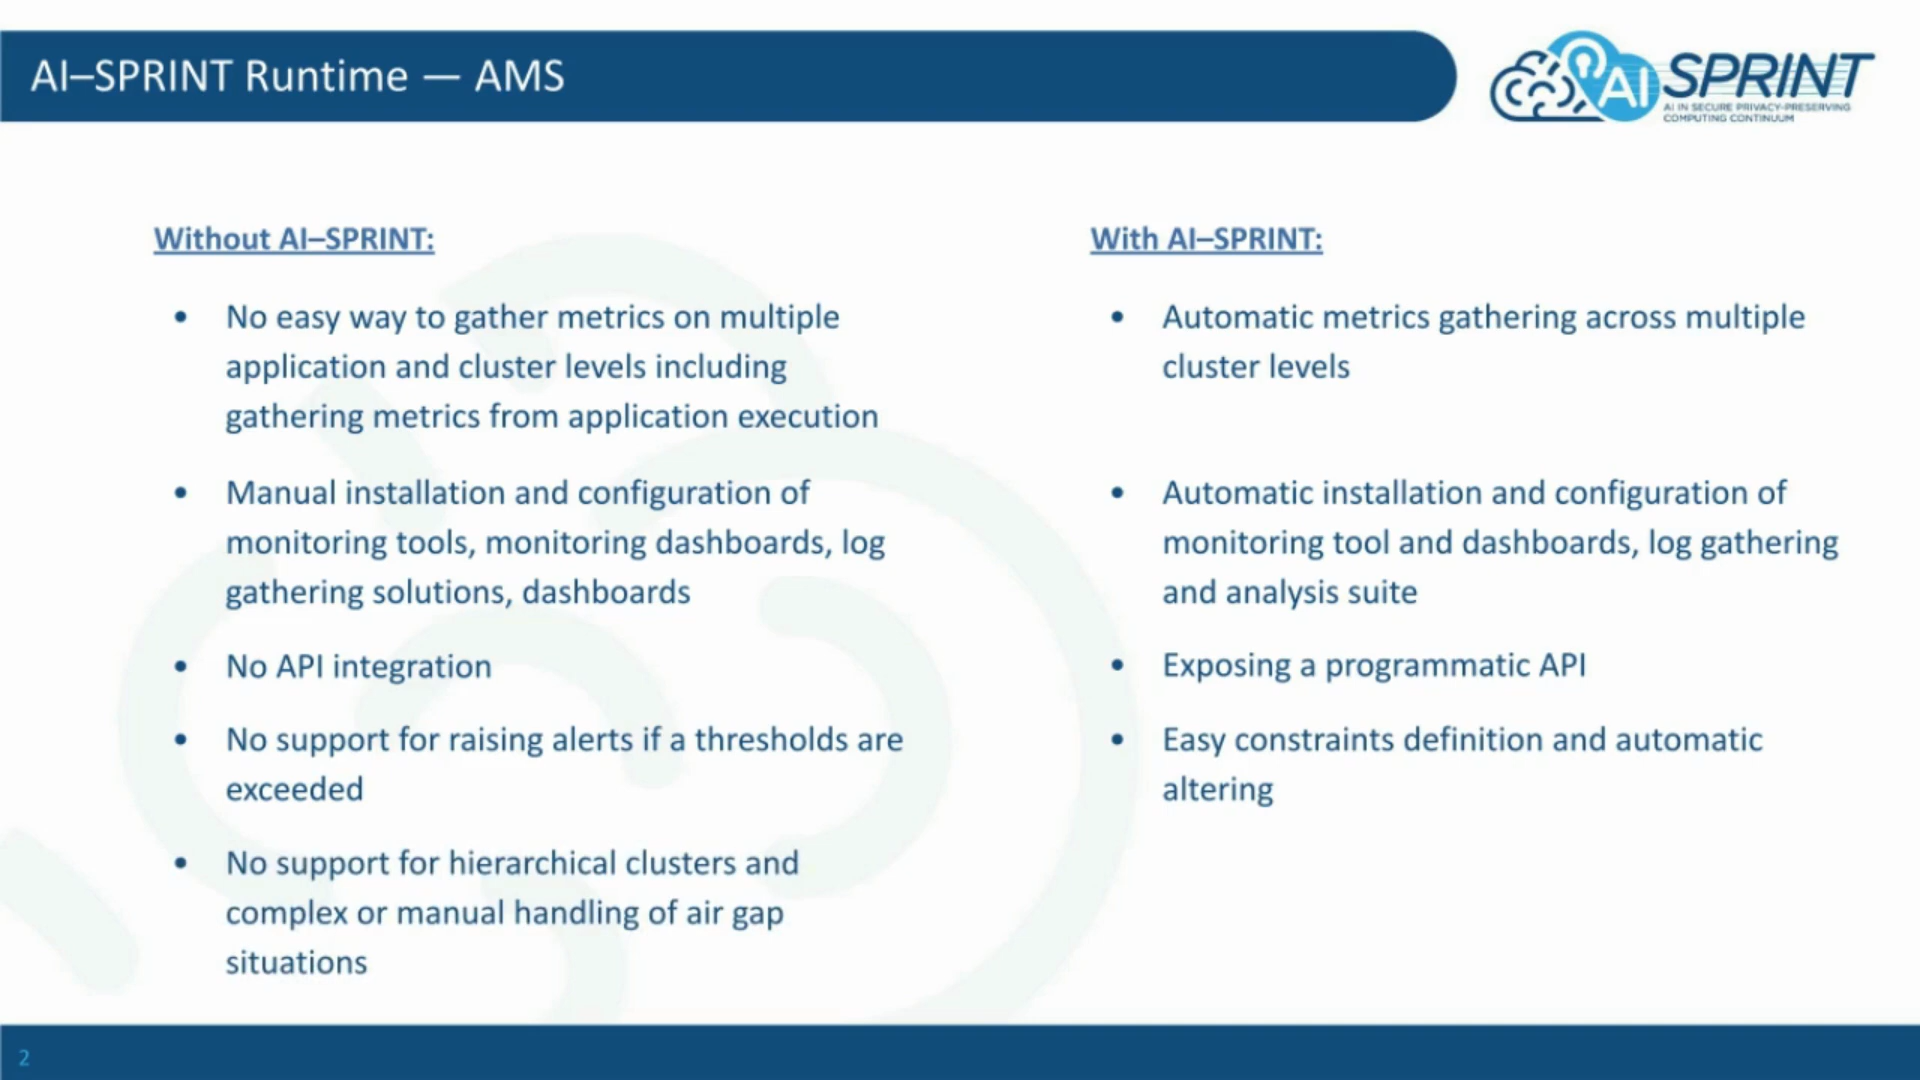 AI–SPRINT Runtime — AMS
AI SPRINT
AI IN SECURE PRIVACY-PRESERVING
COMPUTING CONTINUUM
Without AI–SPRINT:
• No easy way to gather metrics on multiple
application and cluster levels including
gathering metrics from application execution
• Manual installation and configuration of
monitoring tools, monitoring dashboards, log
gathering solutions, dashboards
• No API integration
• No support for raising alerts if a thresholds are
exceeded
• No support for hierarchical clusters and
complex or manual handling of air gap
situations
With AI–SPRINT:
• Automatic metrics gathering across multiple
cluster levels
• Automatic installation and configuration of
monitoring tool and dashboards, log gathering
and analysis suite
• Exposing a programmatic API
• Easy constraints definition and automatic
altering
2